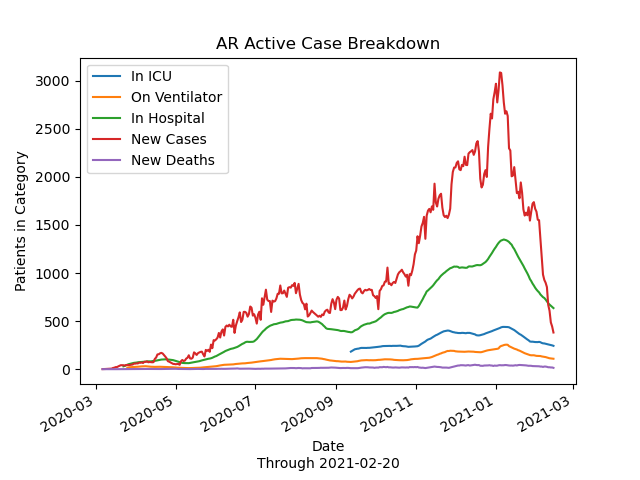 AR Active Case Breakdown
In ICU
On Ventilator
In Hospital
New Cases
New Deaths
Patients in Category
3000
2500
2000
1500
1000
500
0
2020-03
2020-05
2020-07
2020-09
2020-11
2021-01
2021-03
Date
Through 2021-02-20